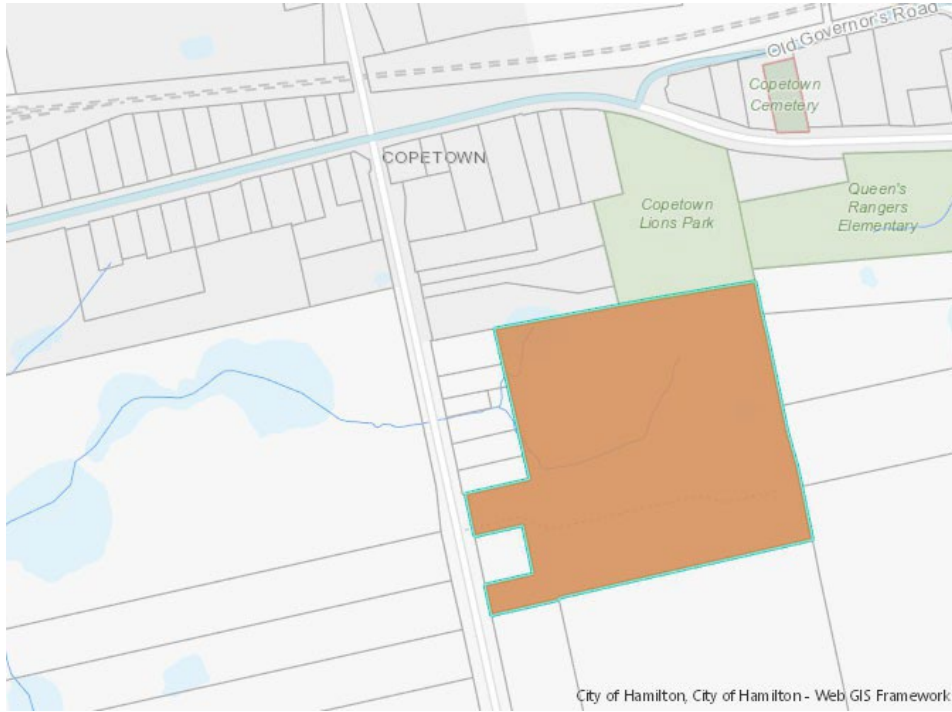 Old Governor's Road
Copetown
Cemetery
COPETOWN
Copetown
Lions Park
Queen's
Rangers
Elementary
City of Hamilton, City of Hamilton - Web GIS Framework